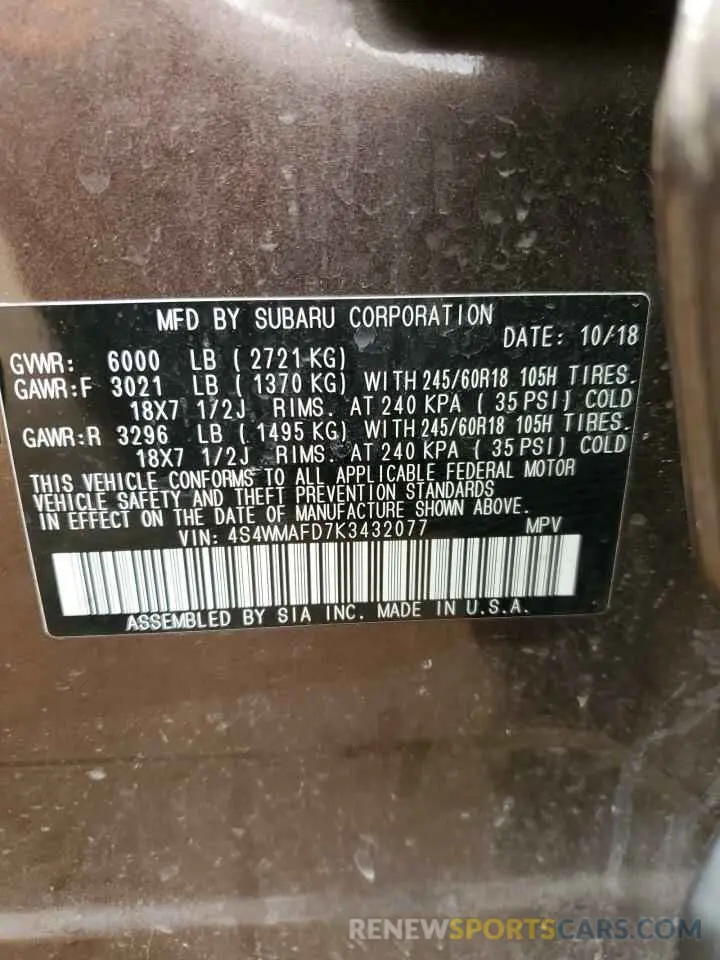 MFD BY SUBARU CORPORATION
DATE: 10/18
GVWR: 6000 LB ( 2721 KG)
GAWR:F 3021 LB ( 1370 KG) WITH 245/60R18 105H TIRES.
18X7 1/2J RIMS. AT 240 KPA ( 35 PSI) COLD
GAWR:R 3296 LB ( 1495 KG) WITH 245/60R18 105H TIRES.
18X7 1/2J RIMS. AT 240 KPA ( 35 PSI) COLD
THIS VEHICLE CONFORMS TO ALL APPLICABLE FEDERAL MOTOR
VEHICLE SAFETY AND THEFT PREVENTION STANDARDS
IN EFFECT ON THE DATE OF MANUFACTURE SHOWN ABOVE.
VIN: 4S4WMAFD7K3432077 MPV
ASSEMBLED BY SIA INC. MADE IN U.S.A.
RENEWSPORTSCARS.COM